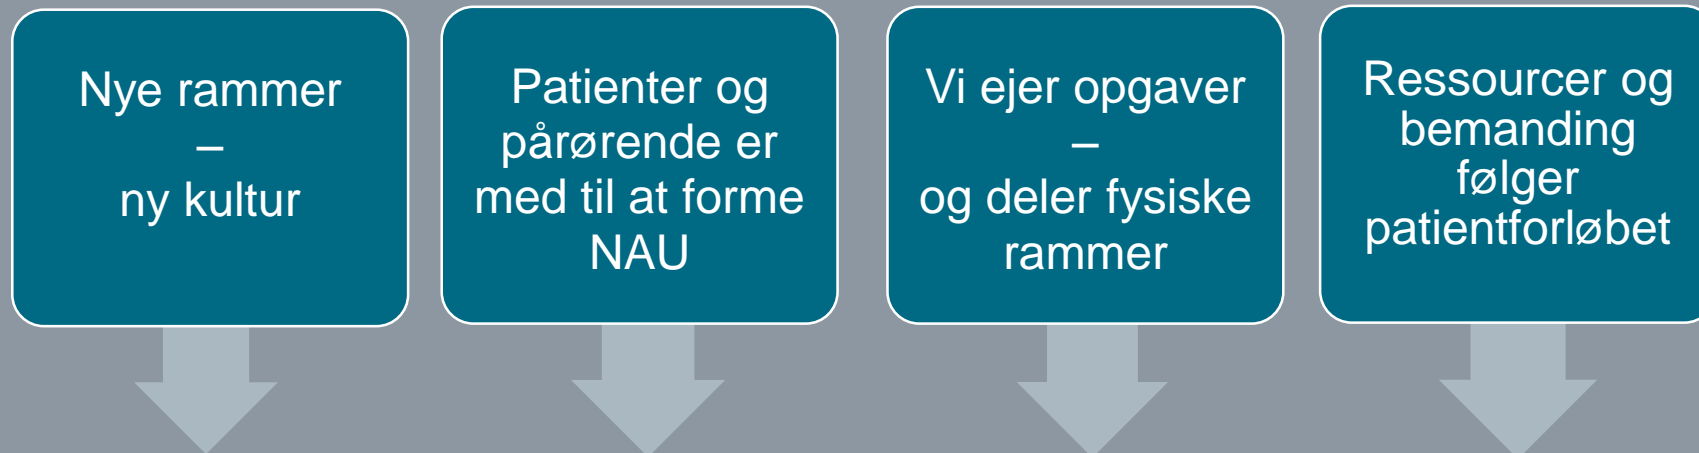 Nye rammer
–
ny kultur
Patienter og
pårørende er
med til at forme
NAU
Vi ejer opgaver
–
og deler fysiske
rammer
Ressourcer og
bemanding
følger
patientforløbet